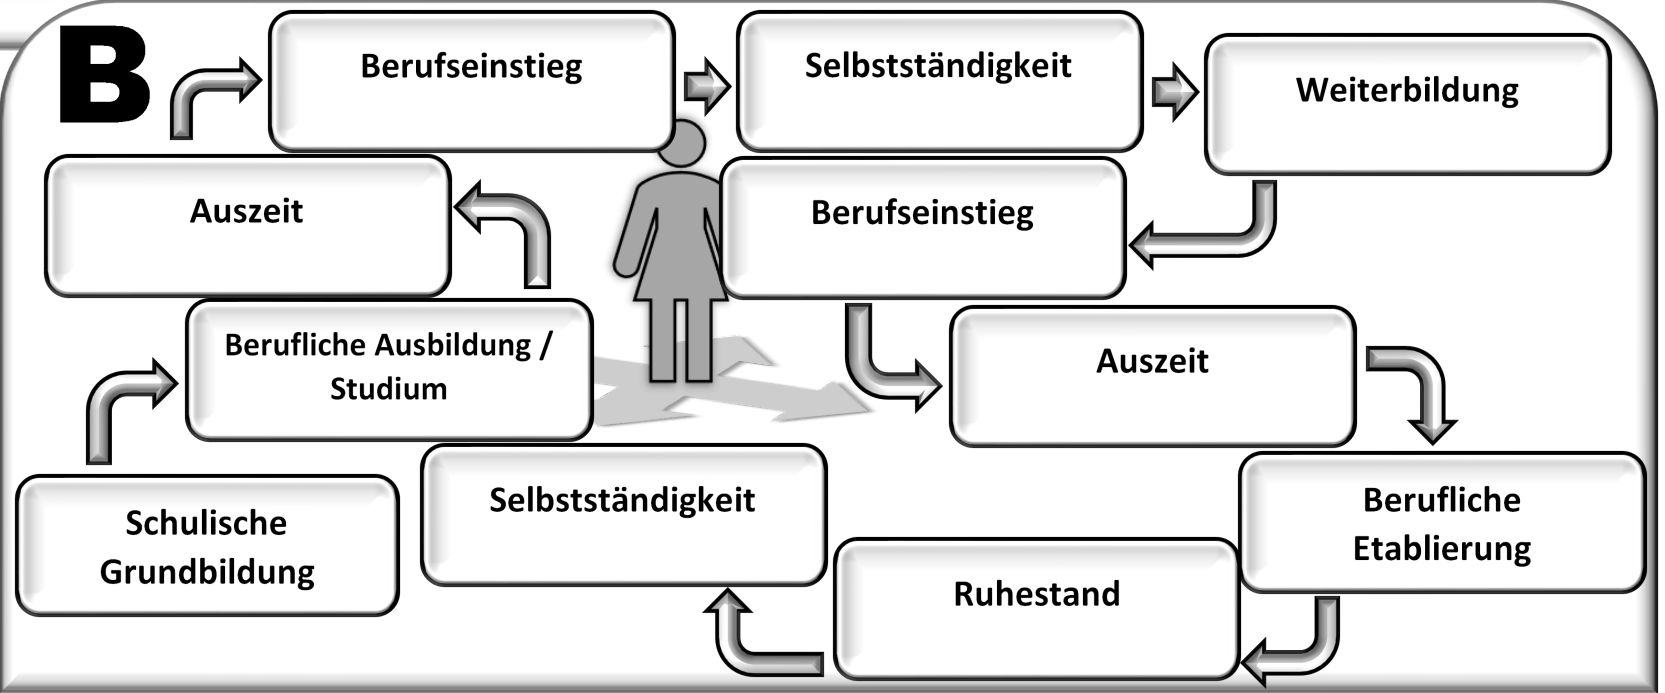 B
Berufseinstieg
Selbstständigkeit
Weiterbildung
Auszeit
Berufseinstieg
Berufliche Ausbildung /
Studium
Auszeit
Schulische
Grundbildung
Selbstständigkeit
Berufliche
Etablierung
Ruhestand